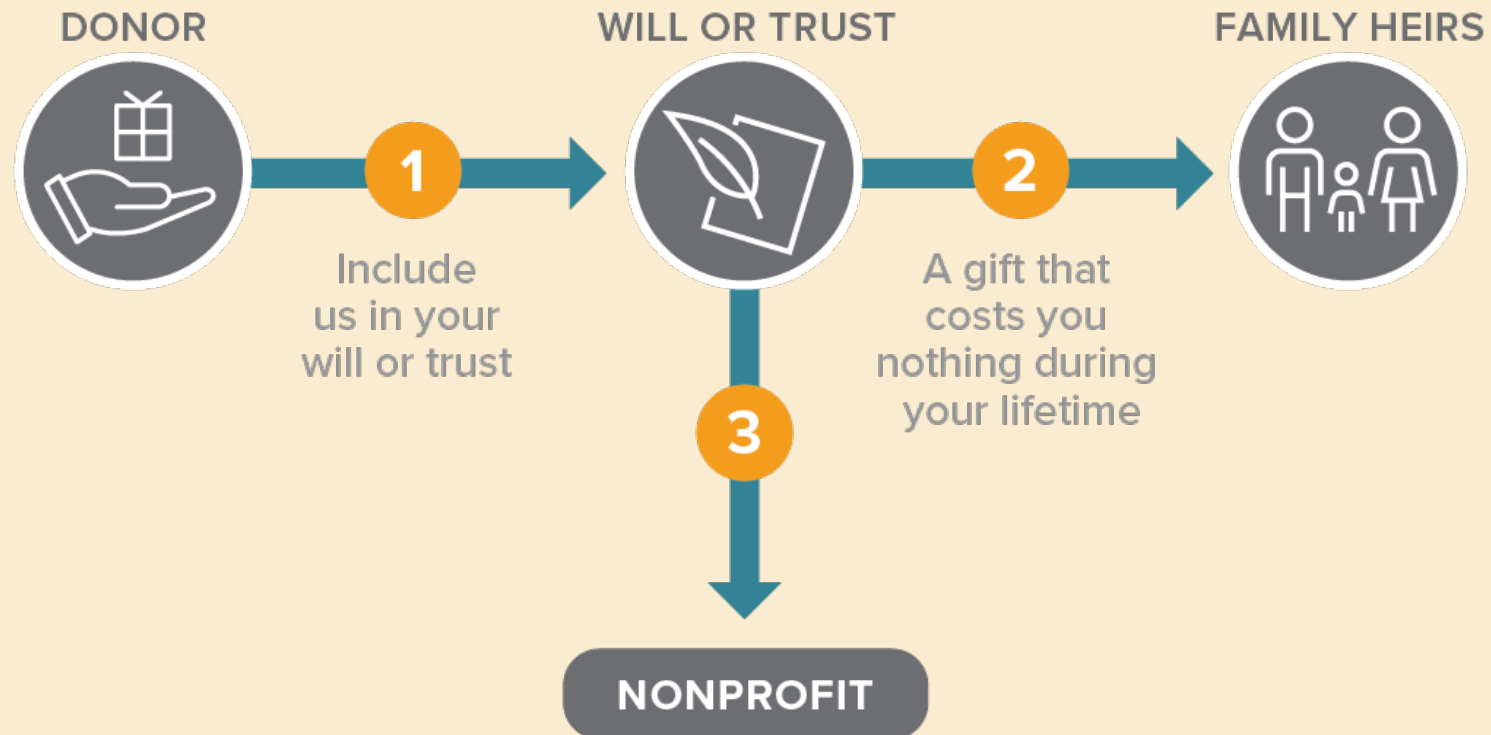 DONOR
WILL OR TRUST
FAMILY HEIRS
1
2
Include
us in your
will or trust
A gift that
costs you
nothing during
your lifetime
3
NONPROFIT